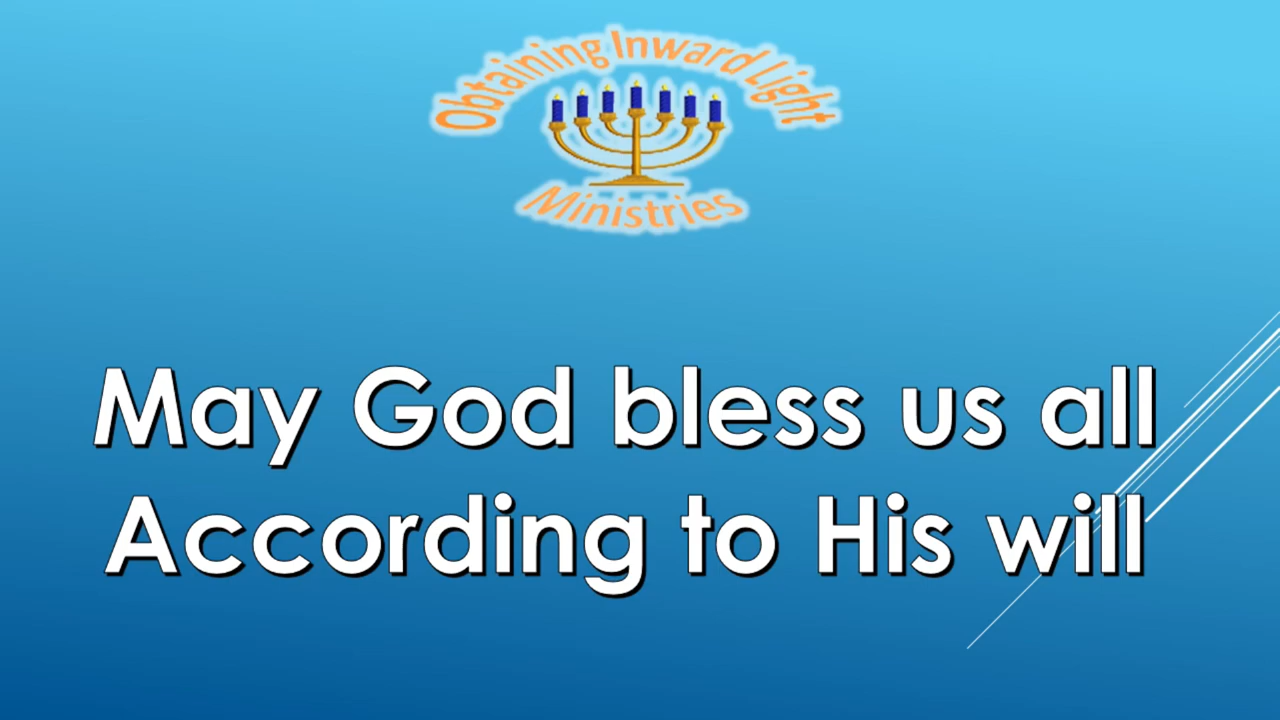 Obtaining Inward Light
Ministries
May God bless us all
According to His will